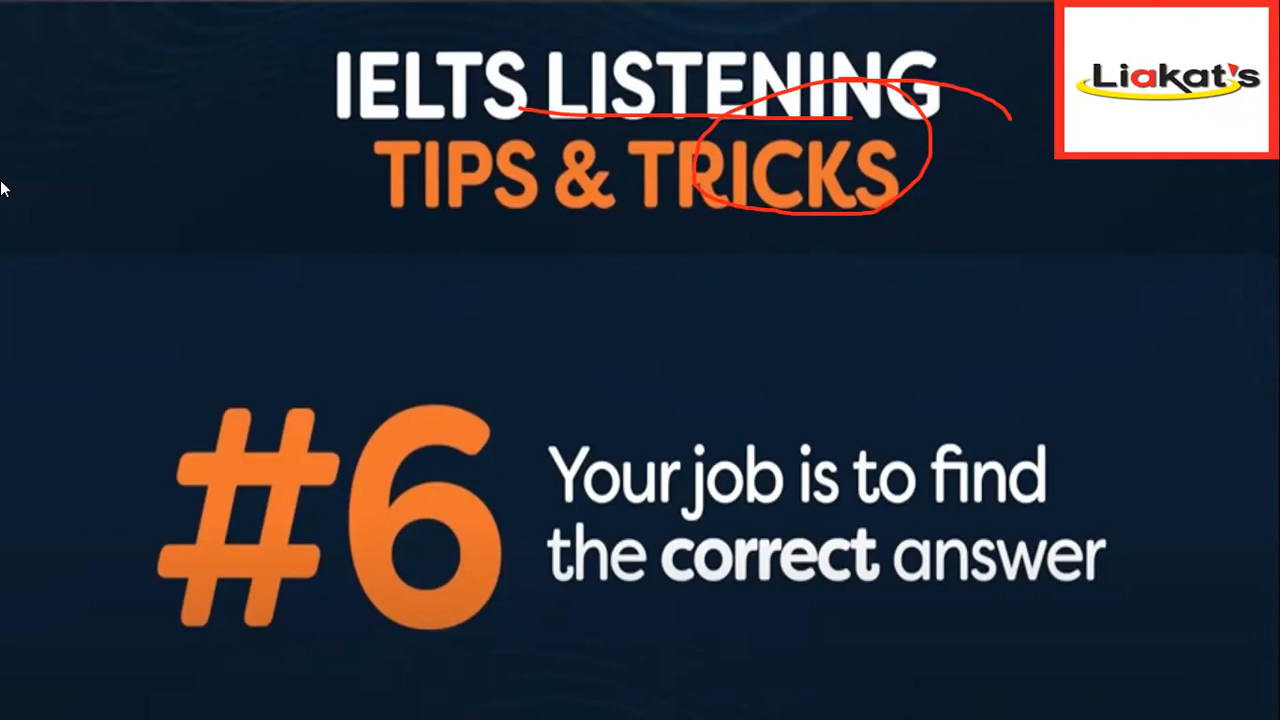 IELTS LISTENING
TIPS & TRICKS
Liakat's
#6
Your job is to find
the correct answer